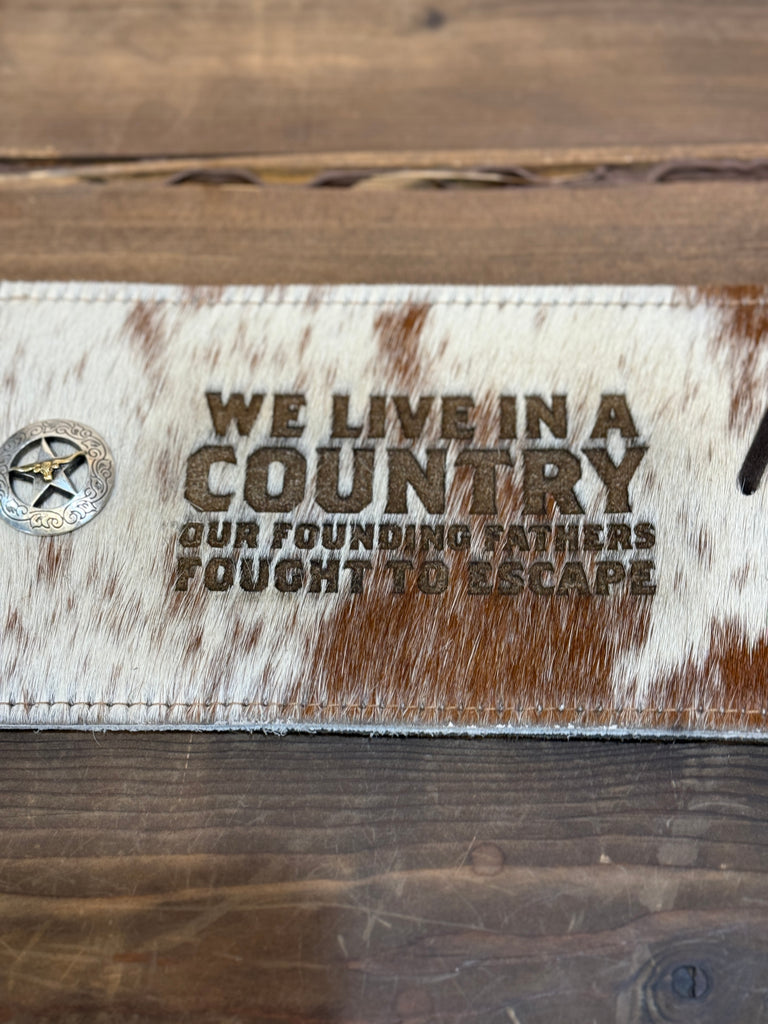 WE LIVE IN A
COUNTRY
OUR FOUNDING FATHERS
FOUGHT TO ESCAPE